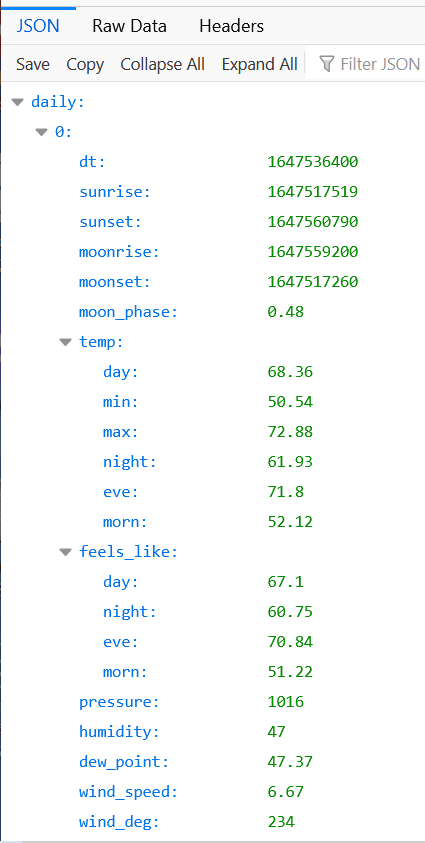 JSON Raw Data Headers
Save Copy Collapse All Expand All Filter JSON
daily:
0:
dt: 1647536400
sunrise: 1647517519
sunset: 1647560790
moonrise: 1647559200
moonset: 1647517260
moon_phase: 0.48
temp:
day: 68.36
min: 50.54
max: 72.88
night: 61.93
eve: 71.8
morn: 52.12
feels_like:
day: 67.1
night: 60.75
eve: 70.84
morn: 51.22
pressure: 1016
humidity: 47
dew_point: 47.37
wind_speed: 6.67
wind_deg: 234